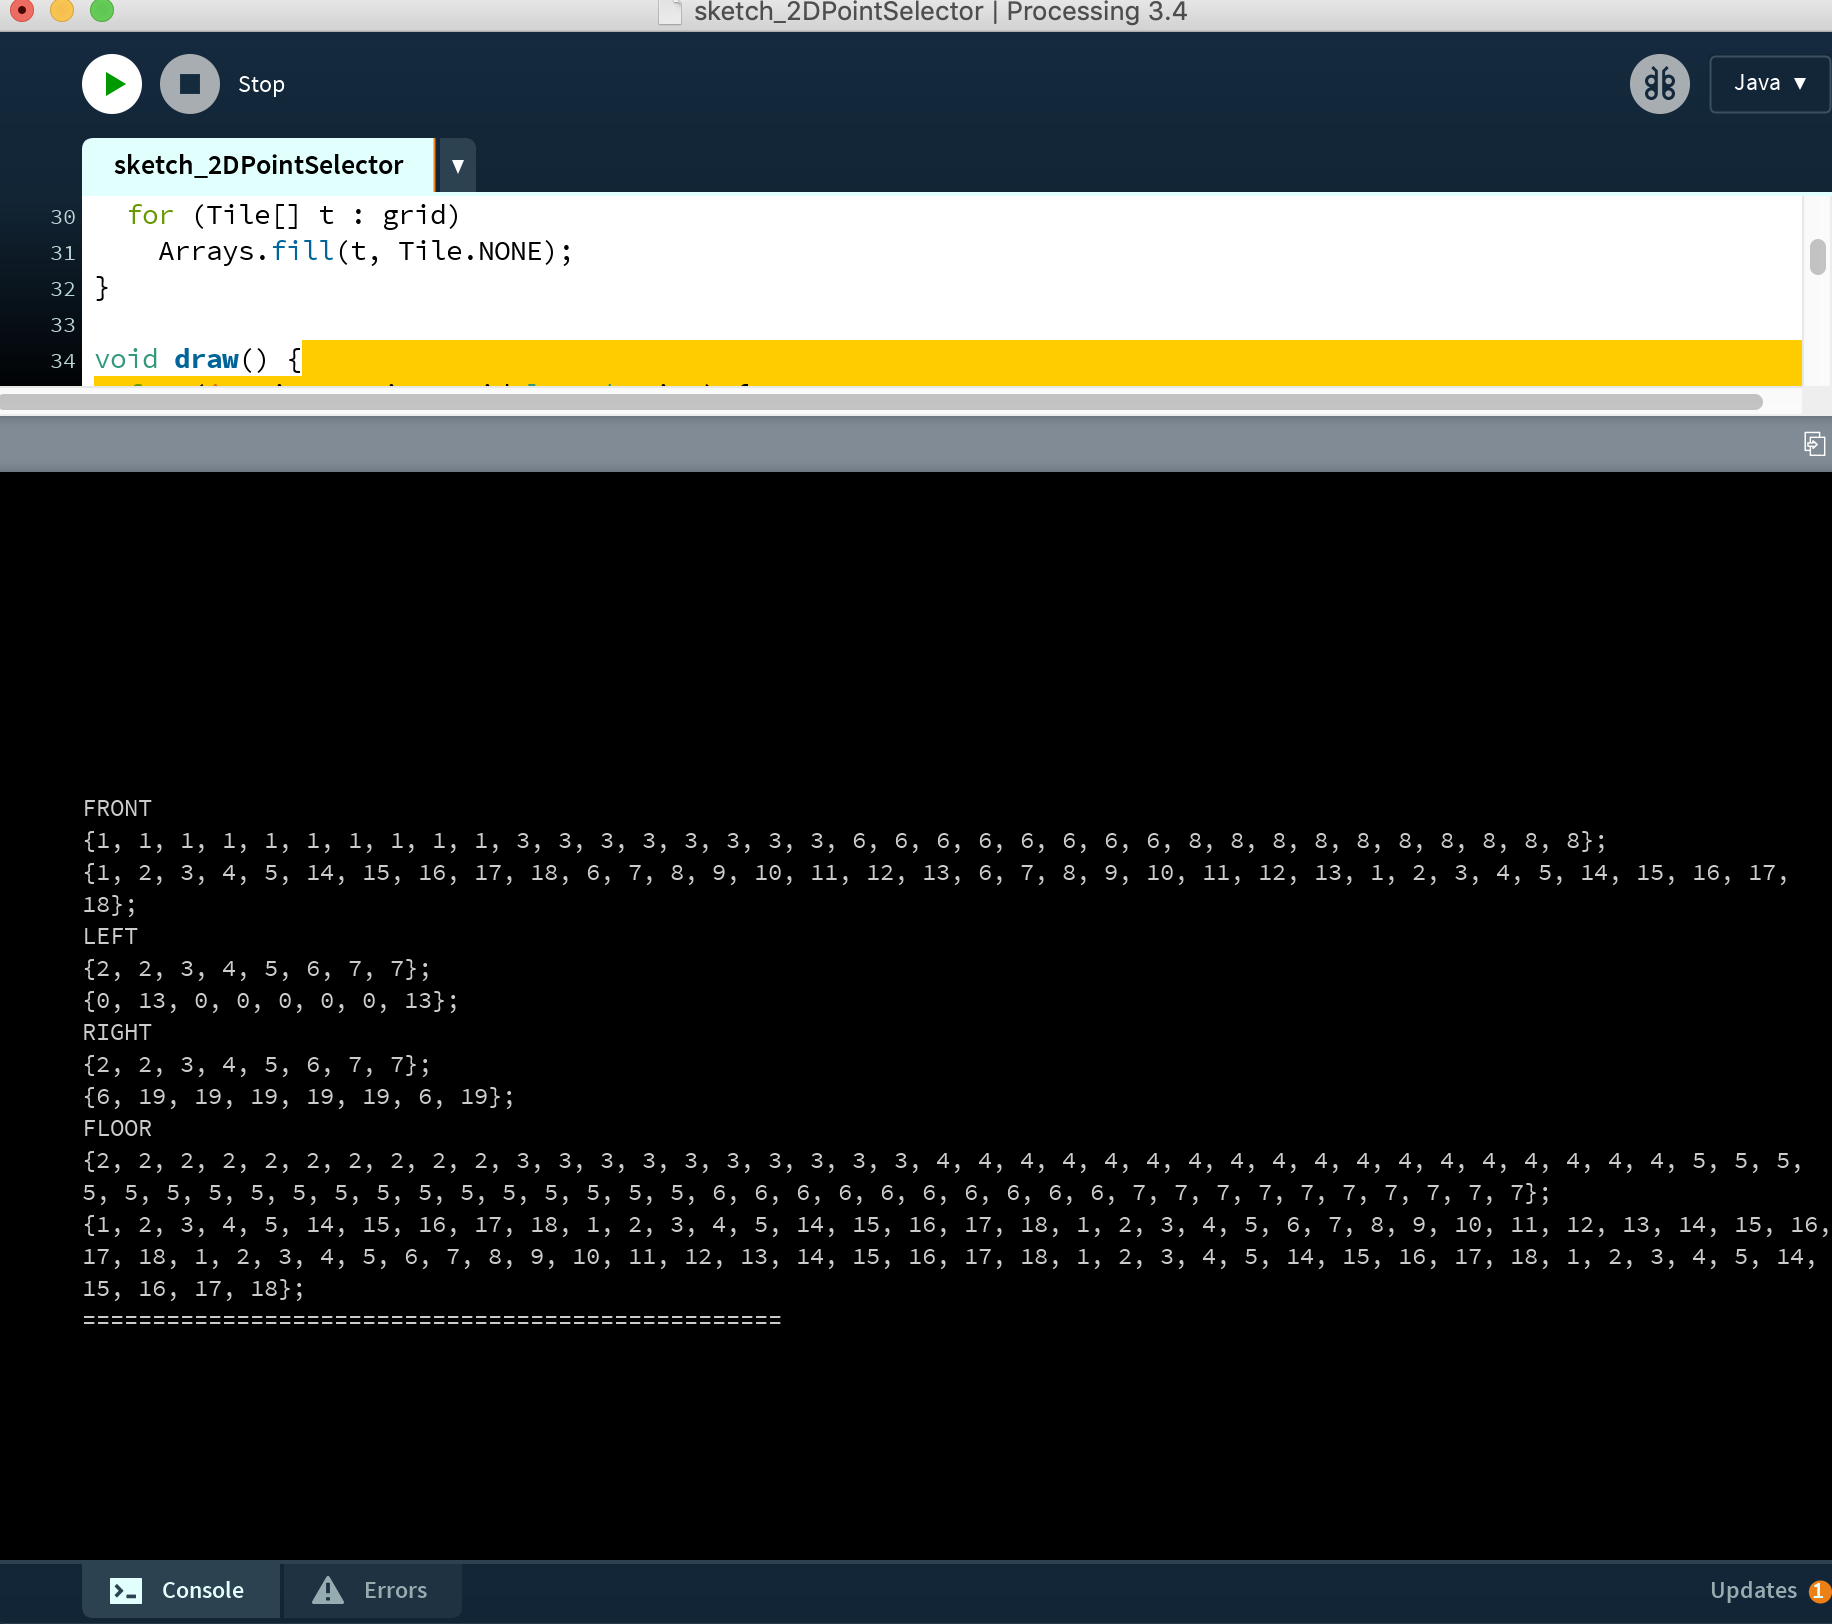 sketch_2DPointSelector | Processing 3.4
Stop
Java ▼
sketch_2DPointSelector ▼
30 for (Tile[] t : grid)
31 Arrays.fill(t, Tile.NONE);
32 }
33
34 void draw() {
FRONT
{1, 1, 1, 1, 1, 1, 1, 1, 1, 1, 3, 3, 3, 3, 3, 3, 3, 3, 6, 6, 6, 6, 6, 6, 6, 6, 8, 8, 8, 8, 8, 8, 8, 8, 8, 8};
{1, 2, 3, 4, 5, 14, 15, 16, 17, 18, 6, 7, 8, 9, 10, 11, 12, 13, 6, 7, 8, 9, 10, 11, 12, 13, 1, 2, 3, 4, 5, 14, 15, 16, 17,
18};
LEFT
{2, 2, 3, 4, 5, 6, 7, 7};
{0, 13, 0, 0, 0, 0, 0, 13};
RIGHT
{2, 2, 3, 4, 5, 6, 7, 7};
{6, 19, 19, 19, 19, 19, 6, 19};
FLOOR
{2, 2, 2, 2, 2, 2, 2, 2, 2, 2, 3, 3, 3, 3, 3, 3, 3, 3, 3, 3, 4, 4, 4, 4, 4, 4, 4, 4, 4, 4, 4, 4, 4, 4, 4, 4, 4, 4, 5, 5, 5,
5, 5, 5, 5, 5, 5, 5, 5, 5, 5, 5, 5, 5, 5, 5, 6, 6, 6, 6, 6, 6, 6, 6, 6, 6, 7, 7, 7, 7, 7, 7, 7, 7, 7, 7};
{1, 2, 3, 4, 5, 14, 15, 16, 17, 18, 1, 2, 3, 4, 5, 14, 15, 16, 17, 18, 1, 2, 3, 4, 5, 6, 7, 8, 9, 10, 11, 12, 13, 14, 15, 16,
17, 18, 1, 2, 3, 4, 5, 6, 7, 8, 9, 10, 11, 12, 13, 14, 15, 16, 17, 18, 1, 2, 3, 4, 5, 14, 15, 16, 17, 18, 1, 2, 3, 4, 5, 14,
15, 16, 17, 18};
==================================================
Console
Errors
Updates 1